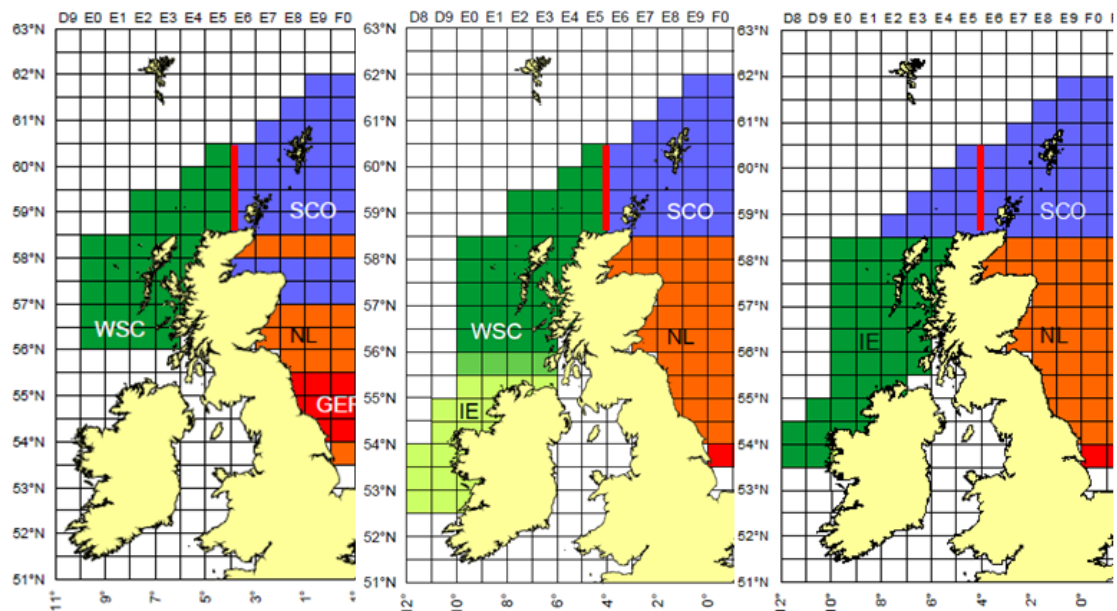 D9 E0 E1 E2 E3 E4 E5 E6 E7 E8 E9 F0
63°N
62°N
61°N
60°N
59°N
58°N
57°N
56°N
55°N
54°N
53°N
52°N
51°N
SCO
WSC
NL
GEF
11°
9°
7°
5°
3°
1°
D8 D9 E0 E1 E2 E3 E4 E5 E6 E7 E8 E9 F0
63°N
62°N
61°N
60°N
59°N
58°N
57°N
56°N
55°N
54°N
53°N
52°N
51°N
SCO
WSC
NL
IE
12°
10°
8°
6°
4°
2°
0°
D8 D9 E0 E1 E2 E3 E4 E5 E6 E7 E8 E9 F0
63°N
62°N
61°N
60°N
59°N
58°N
57°N
56°N
55°N
54°N
53°N
52°N
51°N
SCO
IE
NL
12°
10°
8°
6°
4°
2°
0°